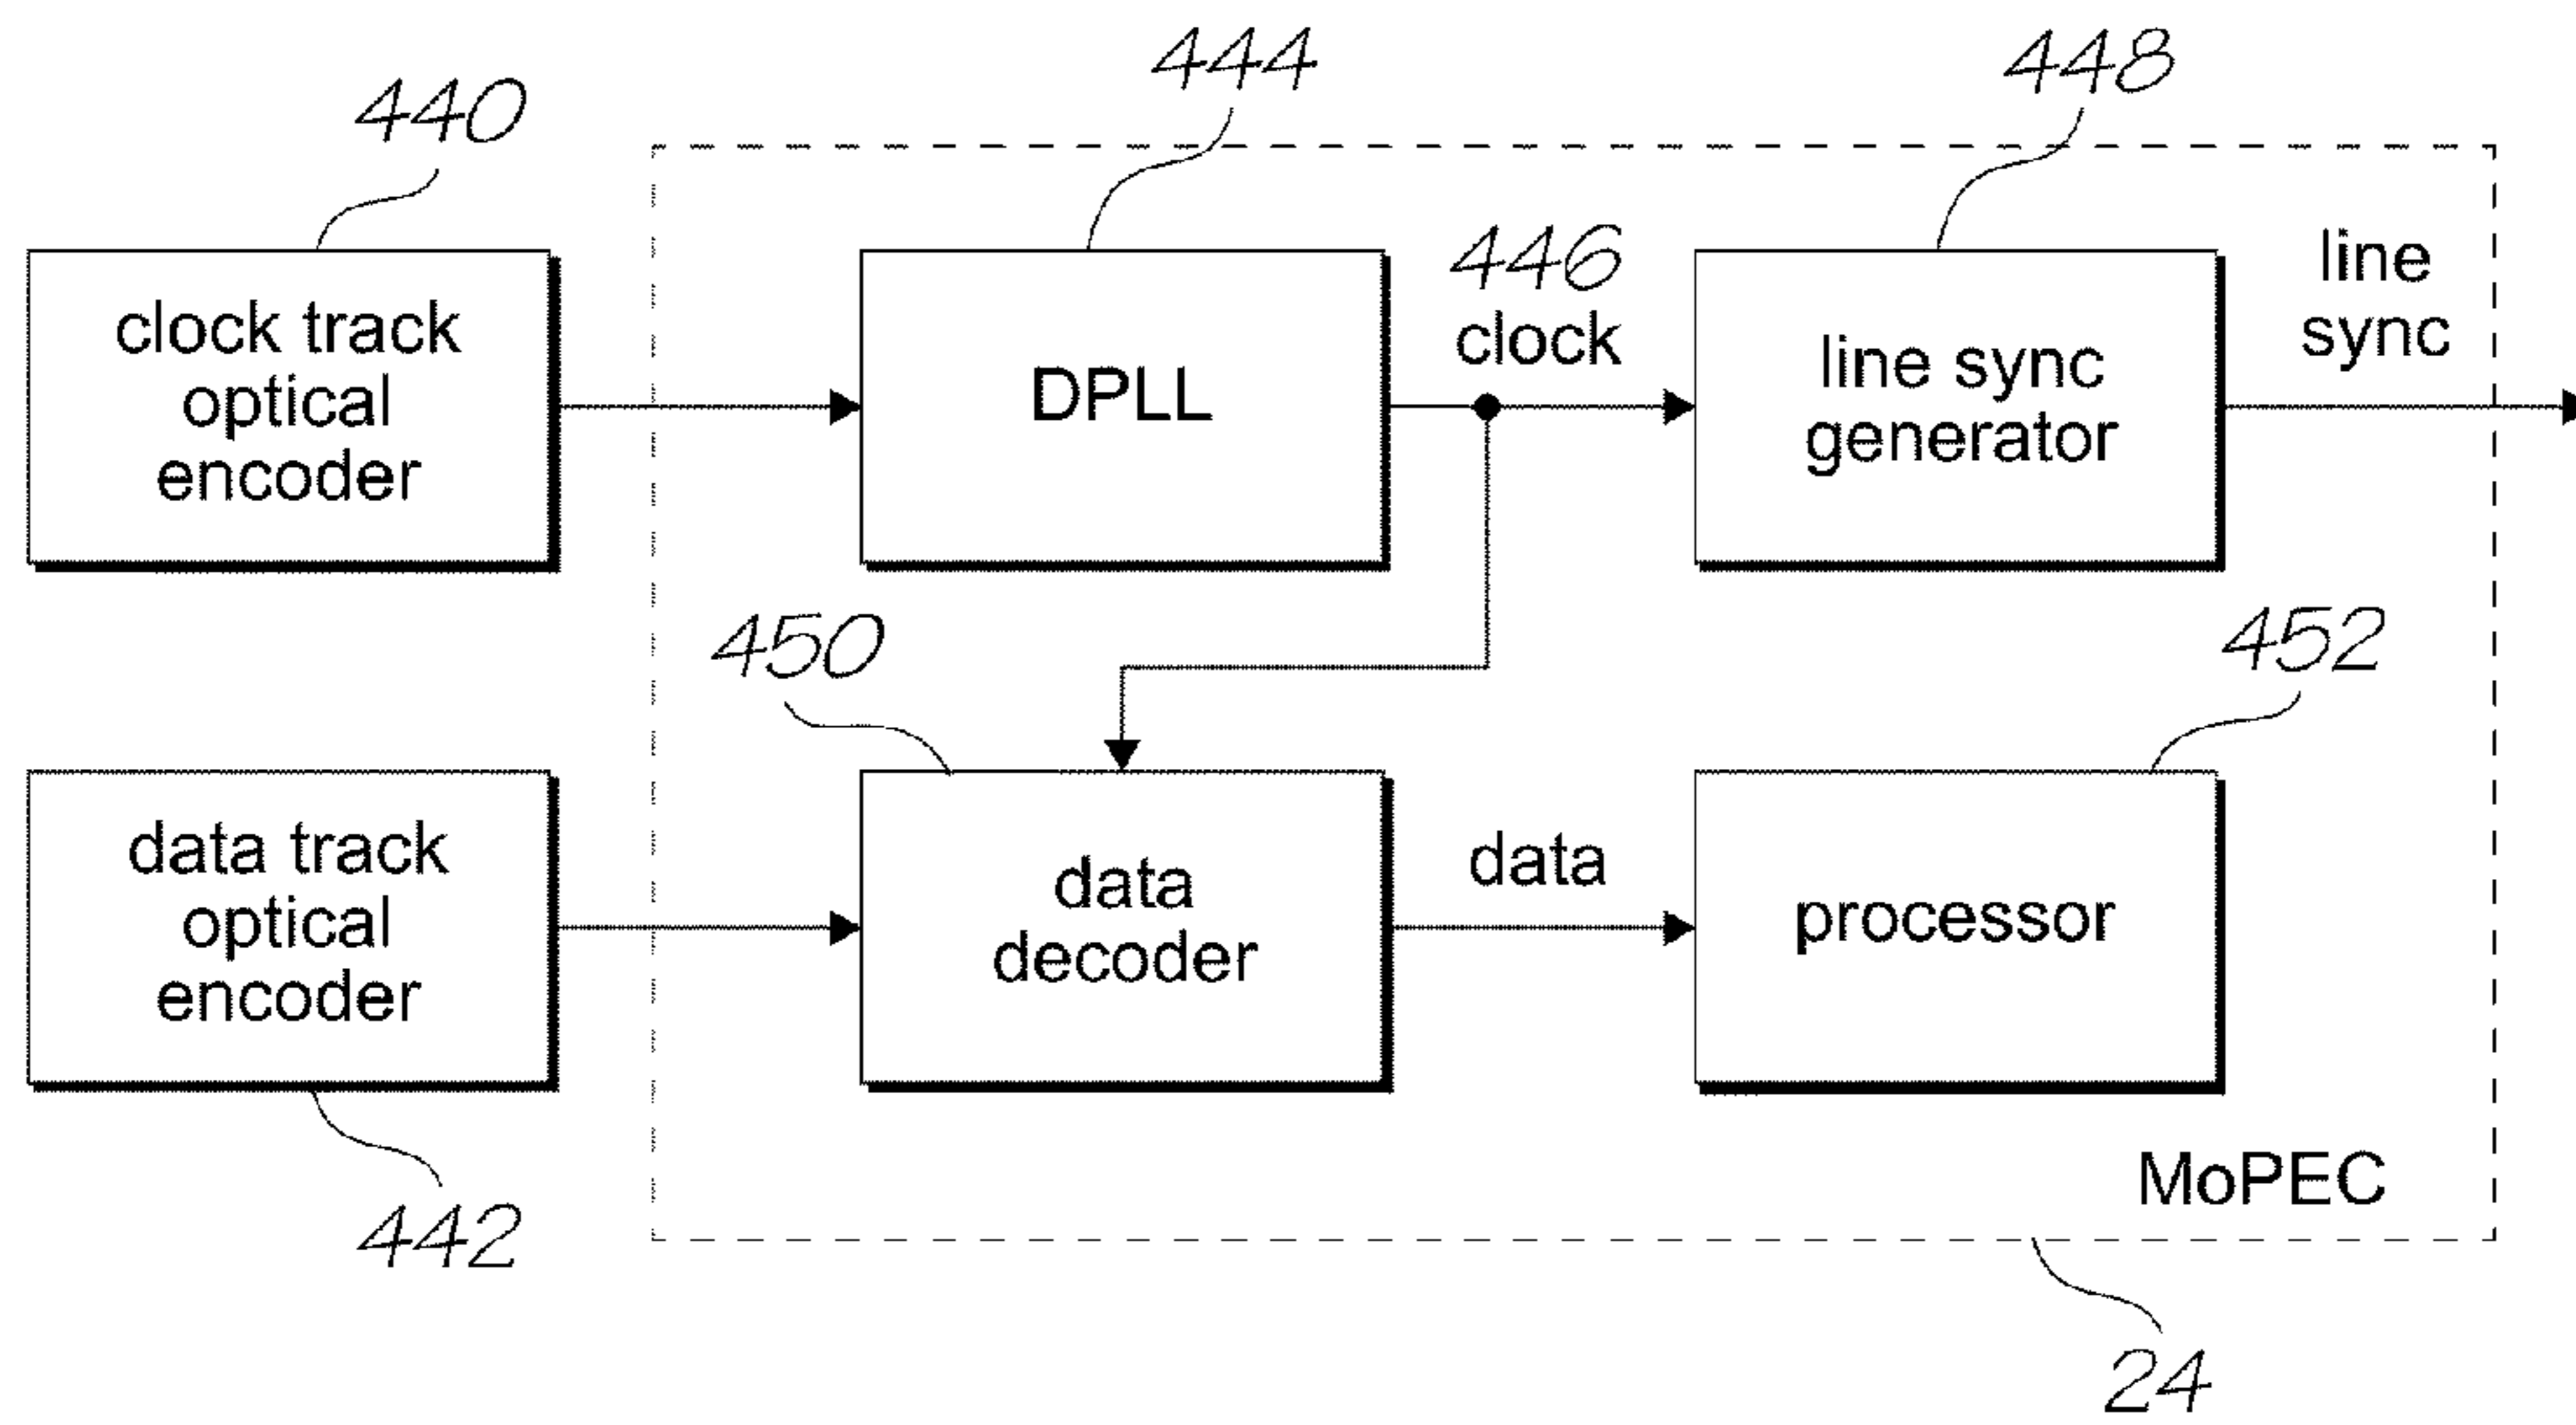 440
444
448
clock track
optical
encoder
DPLL
446
clock
line sync
generator
line
sync
450
452
data track
optical
encoder
data
decoder
data
processor
MoPEC
442
24